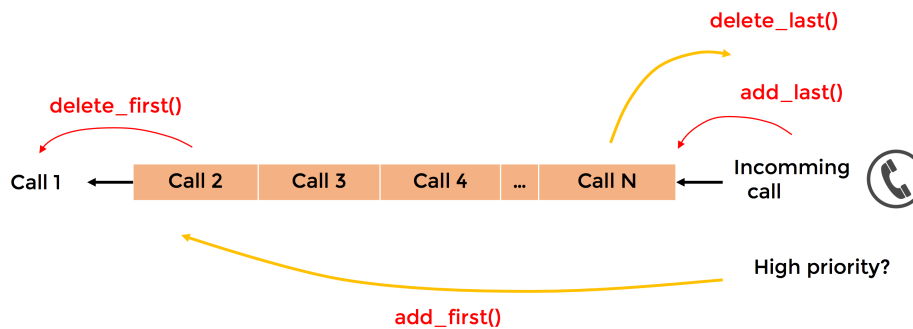 delete_last()
delete_first()
add_last()
Call 1
Call 2
Call 3
Call 4
...
Call N
Incomming
call
High priority?
add_first()